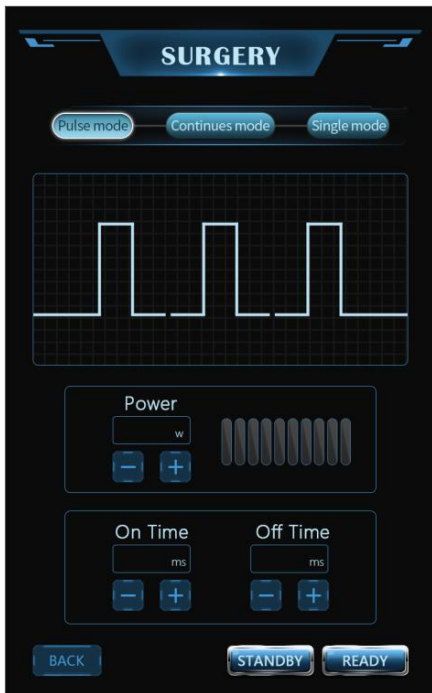 SURGERY
Pulse mode Continues mode Single mode
Power
w
On Time Off Time
ms ms
BACK STANDBY READY